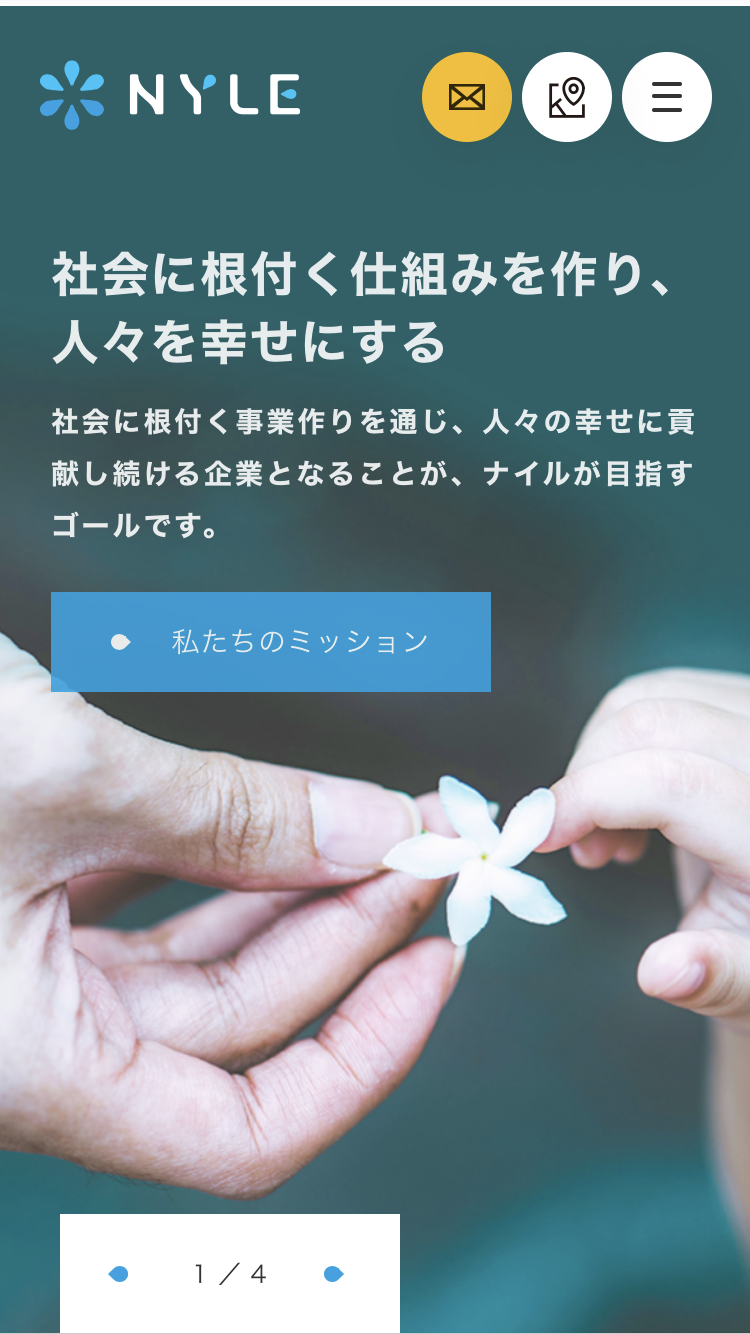 NYLE
社会に根付く仕組みを作り、
人々を幸せにする
社会に根付く事業作りを通じ、人々の幸せに貢
献し続ける企業となることが、ナイルが目指す
ゴールです。
私たちのミッション
1 ／ 4